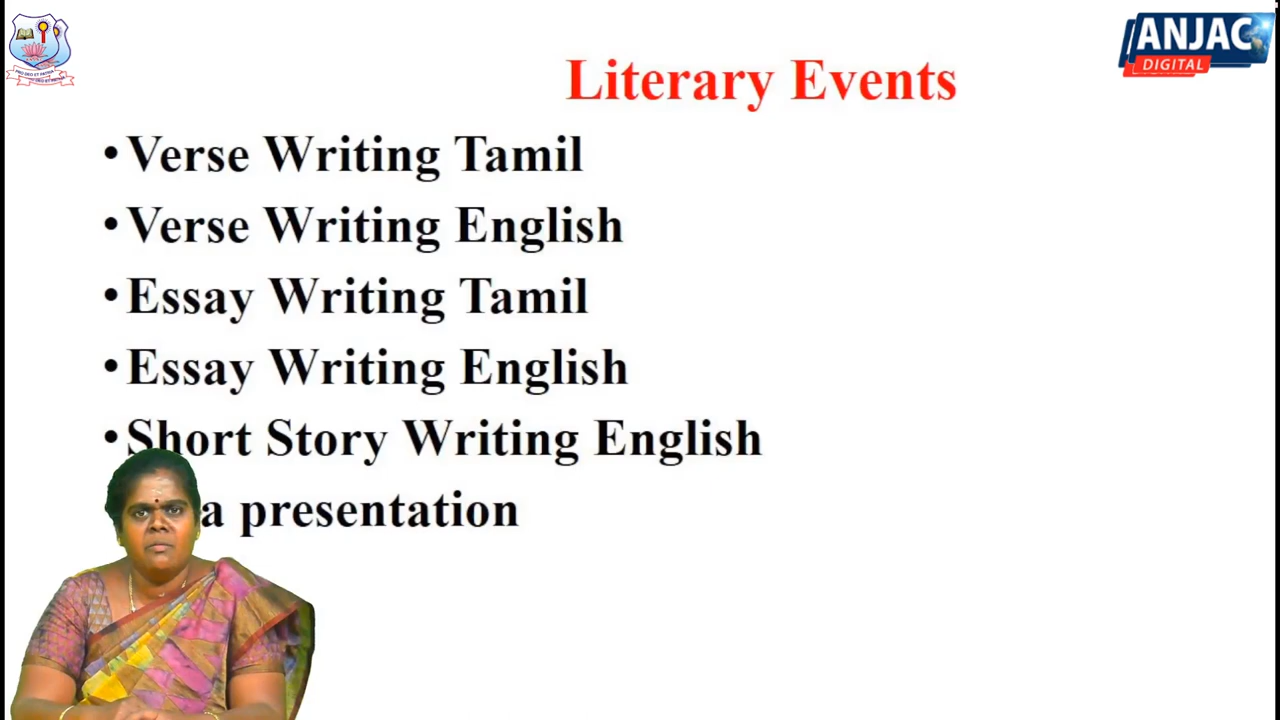 ANJAC
DIGITAL
Literary Events
•Verse Writing Tamil
•Verse Writing English
•Essay Writing Tamil
•Essay Writing English
•Short Story Writing English
presentation